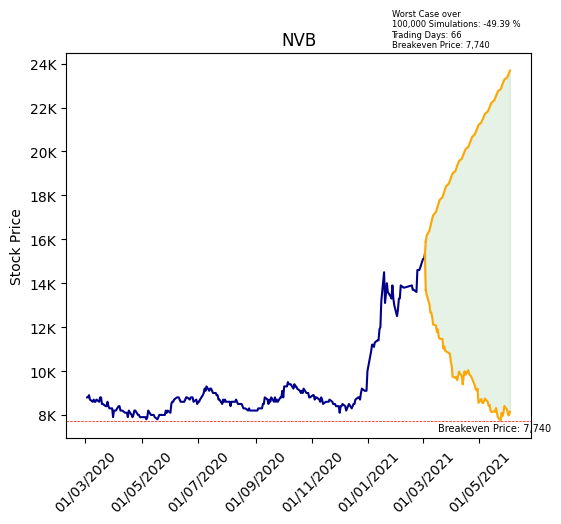 Worst Case over
100,000 Simulations: -49.39 %
Trading Days: 66
Breakeven Price: 7,740
NVB
Stock Price
24K
22K
20K
18K
16K
14K
12K
10K
8K
Breakeven Price: 7,740
01/03/2020
01/05/2020
01/07/2020
01/09/2020
01/11/2020
01/01/2021
01/03/2021
01/05/2021